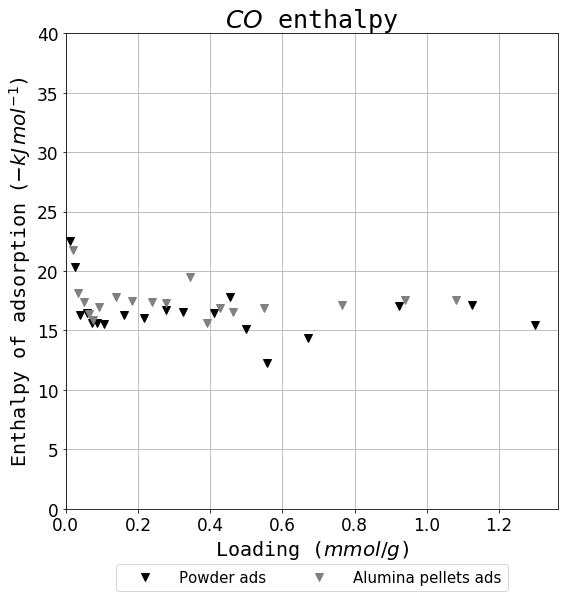 CO enthalpy
40
35
30
25
20
15
10
5
0
Enthalpy of adsorption (−kJ mol⁻¹)
0.0 0.2 0.4 0.6 0.8 1.0 1.2
Loading (mmol/g)
Powder ads Alumina pellets ads